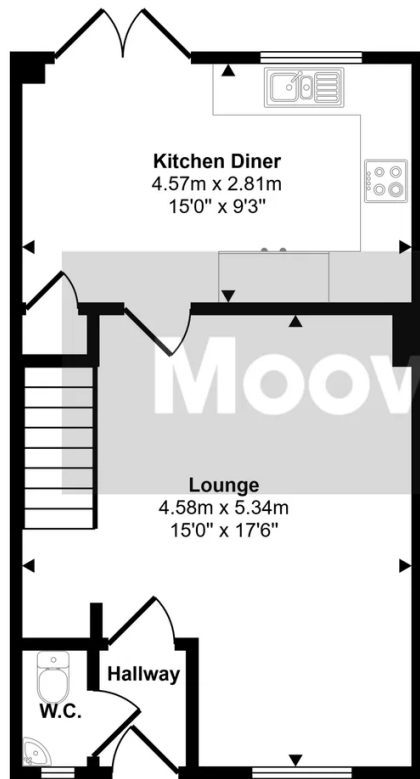 Kitchen Diner
4.57m x 2.81m
15'0" x 9'3"
Moov
Lounge
4.58m x 5.34m
15'0" x 17'6"
Hallway
W.C.